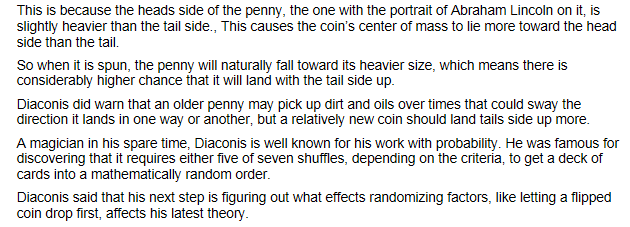 This is because the heads side of the penny, the one with the portrait of Abraham Lincoln on it, is
slightly heavier than the tail side., This causes the coin's center of mass to lie more toward the head
side than the tail.
So when it is spun, the penny will naturally fall toward its heavier size, which means there is
considerably higher chance that it will land with the tail side up.
Diaconis did warn that an older penny may pick up dirt and oils over times that could sway the
direction it lands in one way or another, but a relatively new coin should land tails side up more.
A magician in his spare time, Diaconis is well known for his work with probability. He was famous for
discovering that it requires either five of seven shuffles, depending on the criteria, to get a deck of
cards into a mathematically random order.
Diaconis said that his next step is figuring out what effects randomizing factors, like letting a flipped
coin drop first, affects his latest theory.